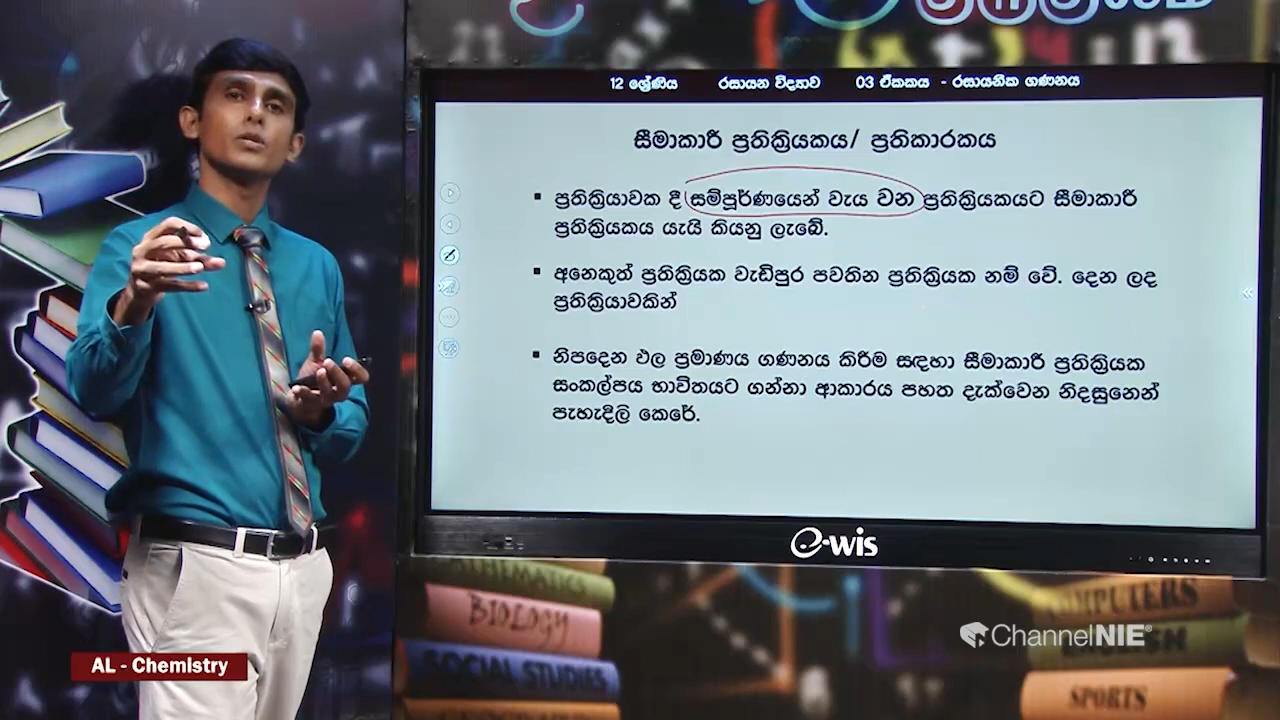 12 ශ්‍රේණිය රසායන විද්‍යාව 03 ඒකකය - රසායනික ගණනය
සීමාකාරී ප්‍රතික්‍රියකය/ ප්‍රතිකාරකය
▪ ප්‍රතික්‍රියාවක දී සම්පූර්ණයෙන් වැය වන ප්‍රතික්‍රියකයට සීමාකාරී
ප්‍රතික්‍රියකය යැයි කියනු ලැබේ.
▪ අනෙකුත් ප්‍රතික්‍රියක වැඩිපුර පවතින ප්‍රතික්‍රියක නම් වේ. දෙන ලද
ප්‍රතික්‍රියාවකින්
▪ නිපදෙන ඵල ප්‍රමාණය ගණනය කිරීම සඳහා සීමාකාරී ප්‍රතික්‍රියක
සංකල්පය භාවිතයට ගන්නා ආකාරය පහත දැක්වෙන නිදසුනෙන්
පැහැදිලි කෙරේ.
e-wis
MATHEMATICS
BIOLOGY
SOCIAL STUDIES
COMPUTERS
SPORTS
ChannelNIE
AL - Chemistry